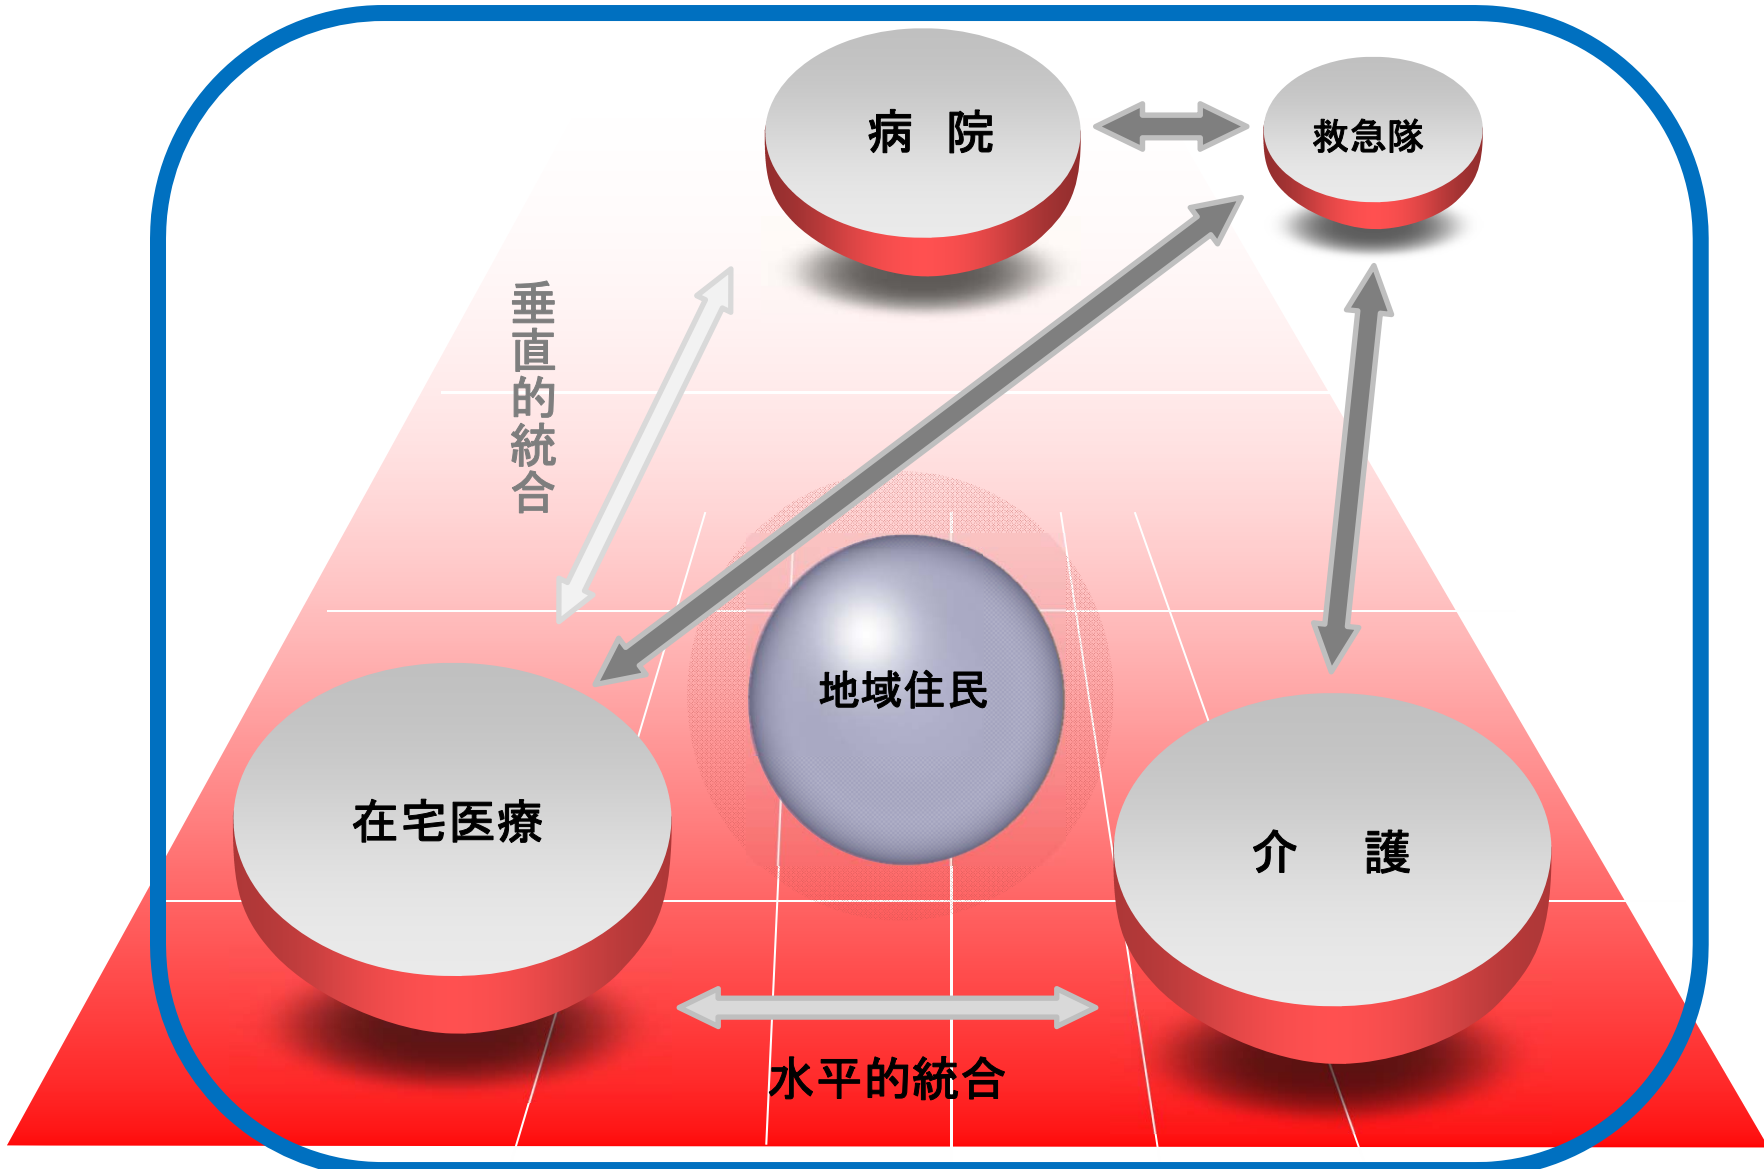 病 院
救急隊
垂直的統合
地域住民
在宅医療
介 護
水平的統合